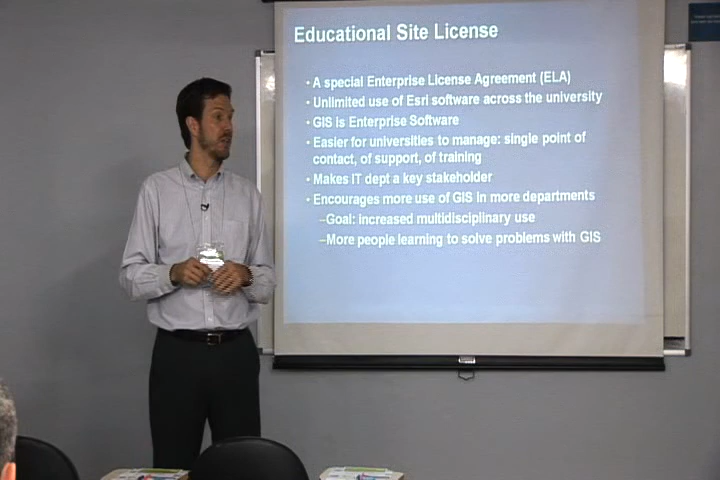 Educational Site License
• A special Enterprise License Agreement (ELA)
• Unlimited use of Esri software across the university
• GIS is Enterprise Software
• Easier for universities to manage: single point of
contact, of support, of training
• Makes IT dept a key stakeholder
• Encourages more use of GIS in more departments
–Goal: increased multidisciplinary use
–More people learning to solve problems with GIS